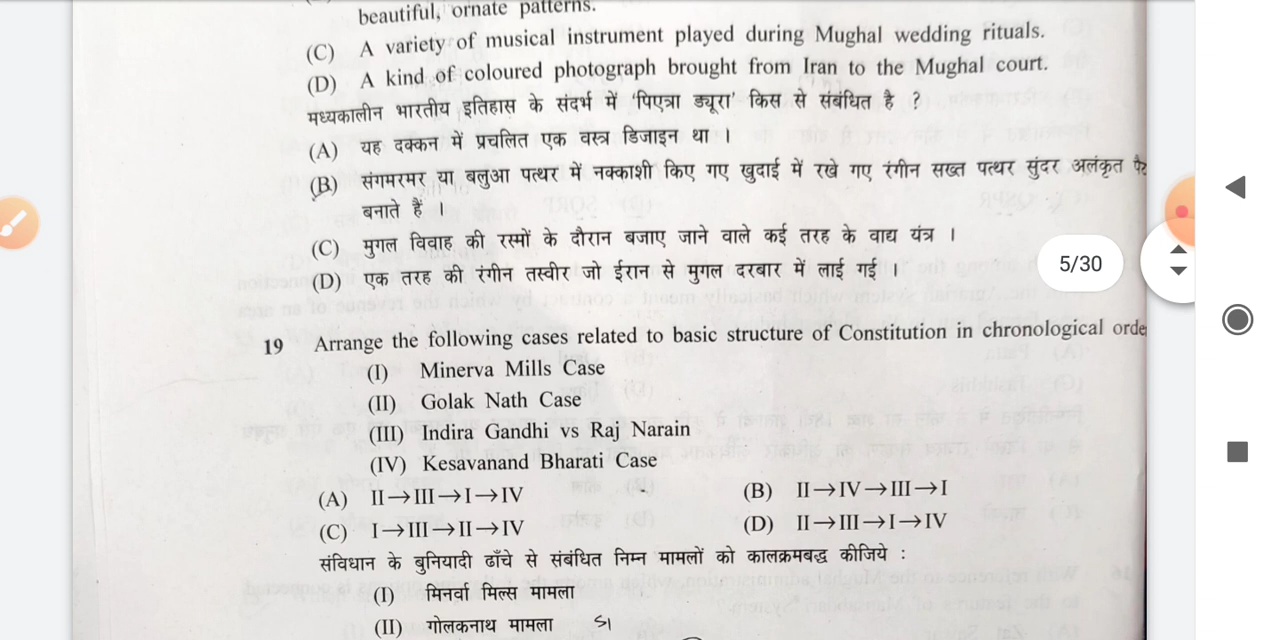 beautiful, ornate patterns.
(C) A variety of musical instrument played during Mughal wedding rituals.
(D) A kind of coloured photograph brought from Iran to the Mughal court.
मध्यकालीन भारतीय इतिहास के संदर्भ में 'पिएत्रा ड्यूरा' किस से संबंधित है ?
(A) यह दक्कन में प्रचलित एक वस्त्र डिजाइन था ।
(B) संगमरमर या बलुआ पत्थर में नक्काशी किए गए खुदाई में रखे गए रंगीन सख्त पत्थर सुंदर अलंकृत
बनाते हैं ।
(C) मुगल विवाह की रस्मों के दौरान बजाए जाने वाले कई तरह के वाद्य यंत्र ।
(D) एक तरह की रंगीन तस्वीर जो ईरान से मुगल दरबार में लाई गई ।
5/30
19 Arrange the following cases related to basic structure of Constitution in chronological orde
(I) Minerva Mills Case
(II) Golak Nath Case
(III) Indira Gandhi vs Raj Narain
(IV) Kesavanand Bharati Case
(A) II→III→I→IV (B) II→IV→III→I
(C) I→III→II→IV (D) II→III→I→IV
संविधान के बुनियादी ढाँचे से संबंधित निम्न मामलों को कालक्रमबद्ध कीजिये :
(I) मिनर्वा मिल्स मामला
(II) गोलकनाथ मामला